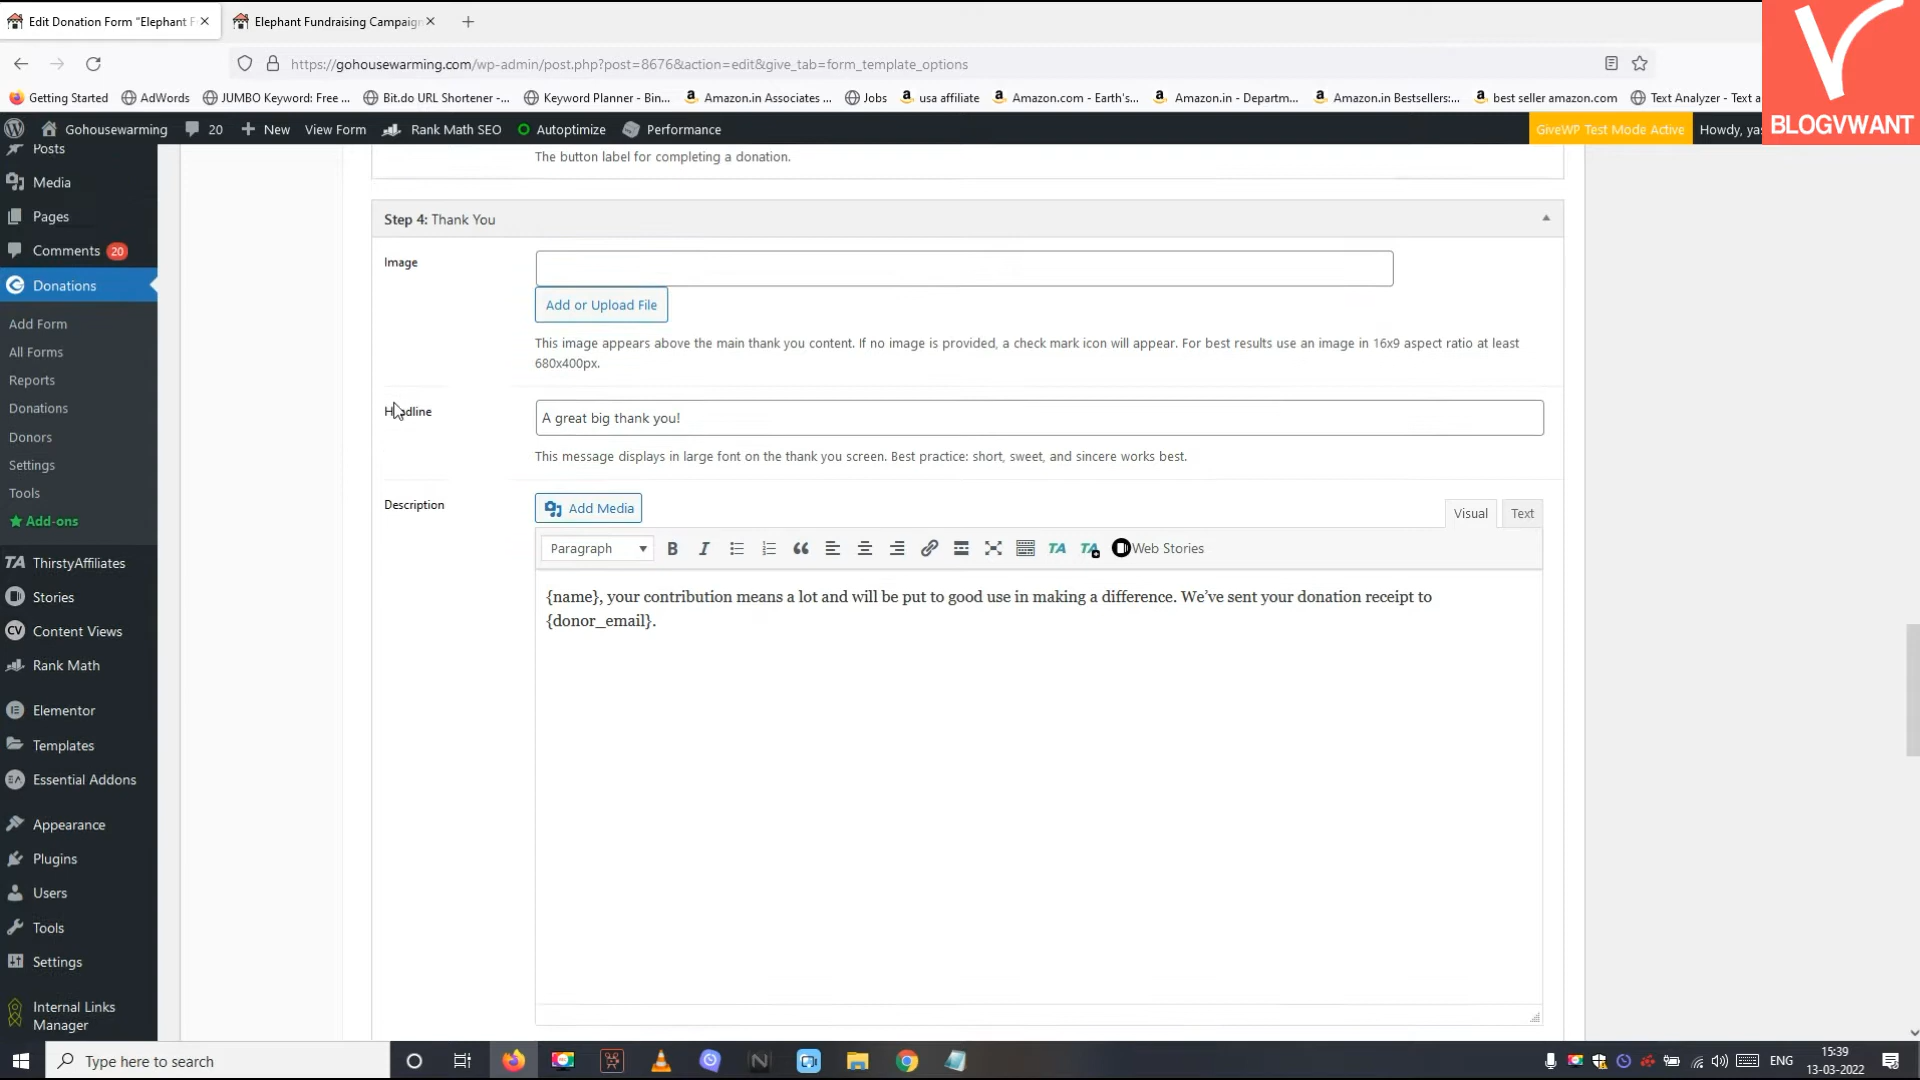 Edit Donation Form "Elephant F
Elephant Fundraising Campaign
https://gohousewarming.com/wp-admin/post.php?post=8676&action=edit&give_tab=form_template_options
Getting Started
AdWords
JUMBO Keyword: Free ...
Bit.do URL Shortener -...
Keyword Planner - Bin...
Amazon.in Associates ...
Jobs
usa affiliate
Amazon.com - Earth's...
Amazon.in - Departm...
Amazon.in Bestsellers:...
best seller amazon.com
Text Analyzer - Text a
BLOGVWANT
Gohousewarming
20
New
View Form
Rank Math SEO
Autoptimize
Performance
GiveWP Test Mode Active
Howdy, yas
Posts
Media
Pages
Comments 20
Donations
Add Form
All Forms
Reports
Donations
Donors
Settings
Tools
Add-ons
TA ThirstyAffiliates
Stories
CV Content Views
Rank Math
Elementor
Templates
EA Essential Addons
Appearance
Plugins
Users
Tools
Settings
Internal Links
Manager
The button label for completing a donation.
Step 4: Thank You
Image
Add or Upload File
This image appears above the main thank you content. If no image is provided, a check mark icon will appear. For best results use an image in 16x9 aspect ratio at least
680x400px.
Headline
A great big thank you!
This message displays in large font on the thank you screen. Best practice: short, sweet, and sincere works best.
Description
Add Media
Visual
Text
Paragraph
B
I
TA
TA
Web Stories
{name}, your contribution means a lot and will be put to good use in making a difference. We've sent your donation receipt to
{donor_email}.
Type here to search
ENG
15:39
13-03-2022